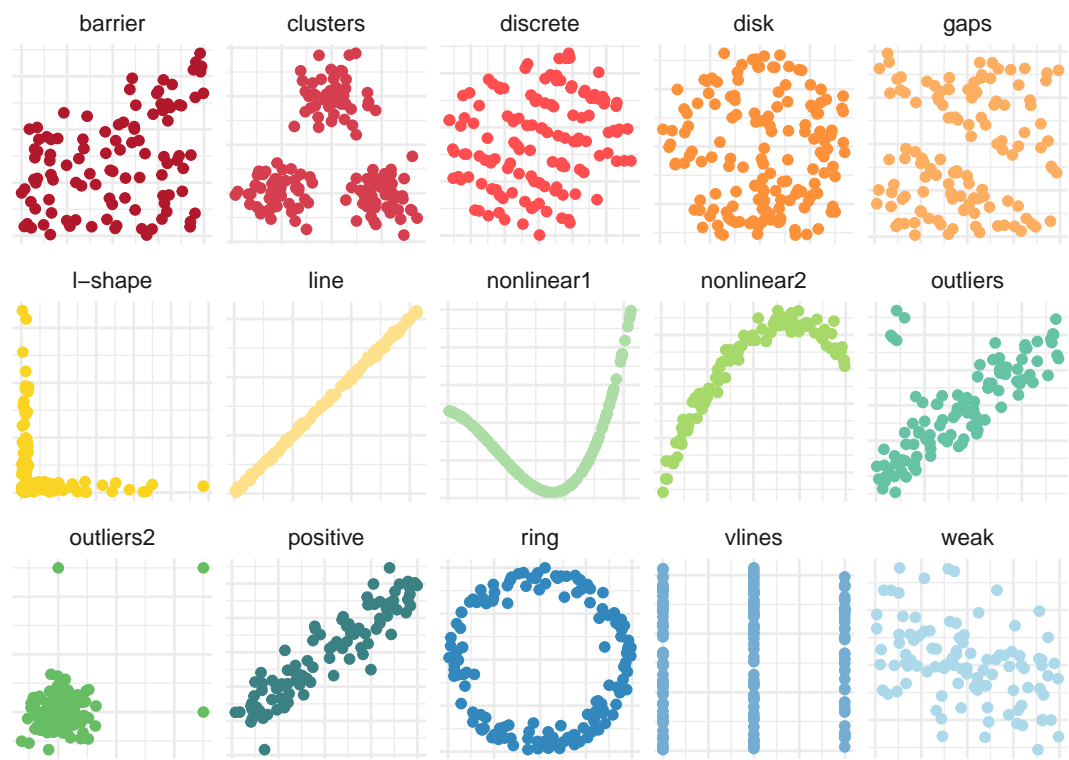 barrier clusters discrete disk gaps
l−shape line nonlinear1 nonlinear2 outliers
outliers2 positive ring vlines weak